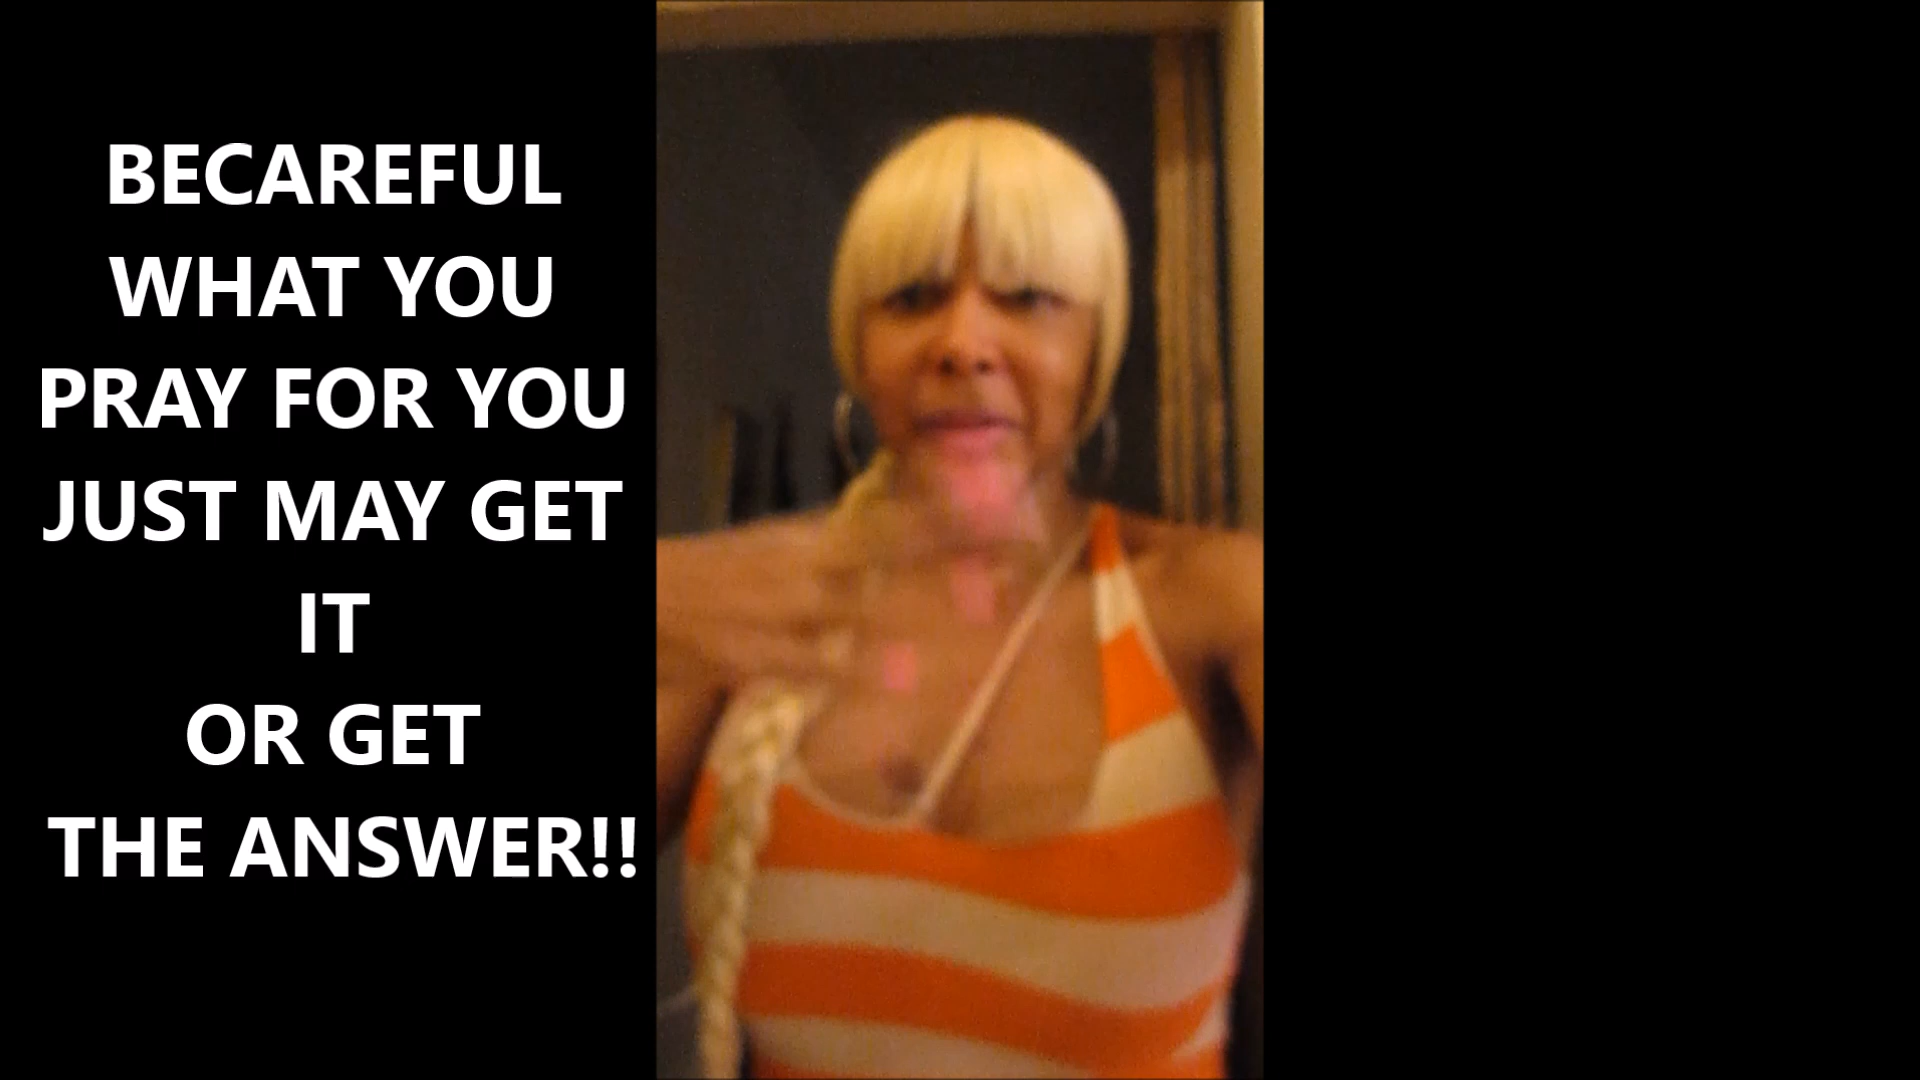 BECAREFUL
WHAT YOU
PRAY FOR YOU
JUST MAY GET
IT
OR GET
THE ANSWER!!